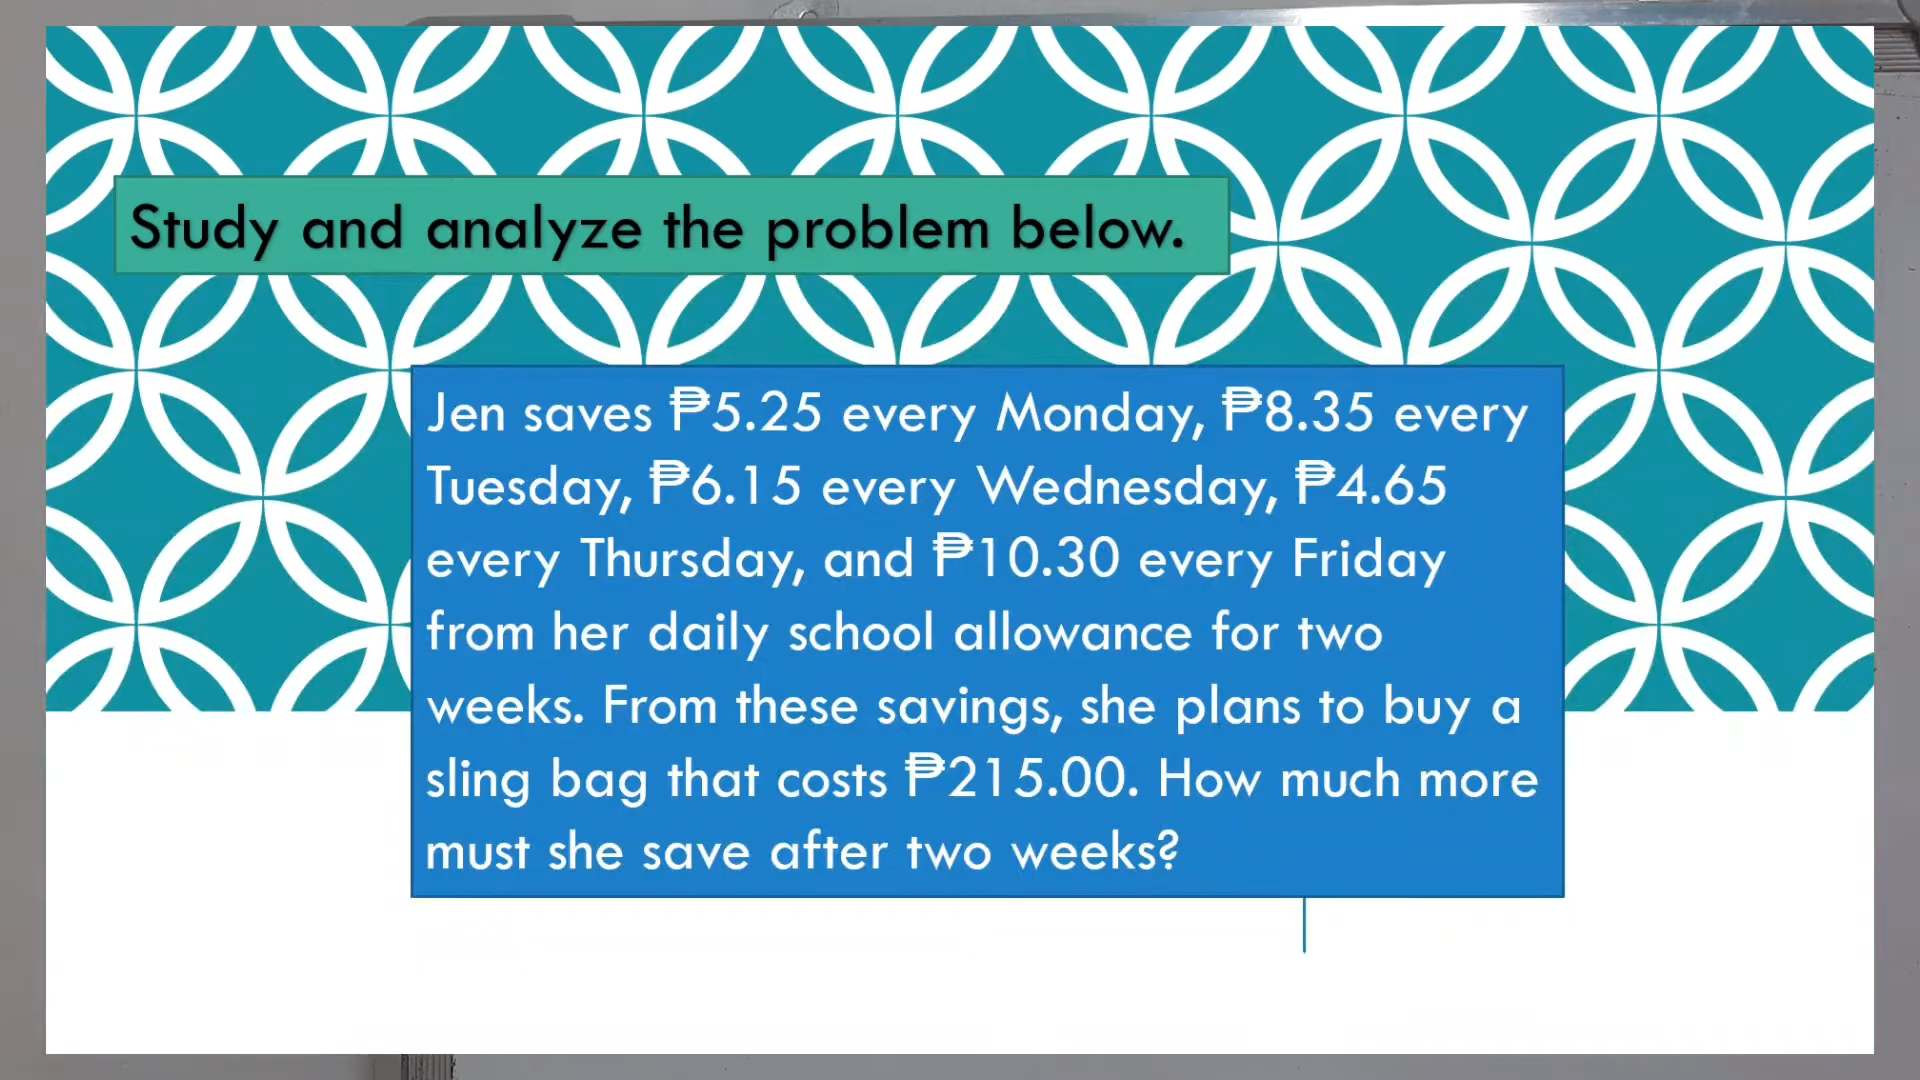 Study and analyze the problem below.
Jen saves ₱5.25 every Monday, ₱8.35 every
Tuesday, ₱6.15 every Wednesday, ₱4.65
every Thursday, and ₱10.30 every Friday
from her daily school allowance for two
weeks. From these savings, she plans to buy a
sling bag that costs ₱215.00. How much more
must she save after two weeks?